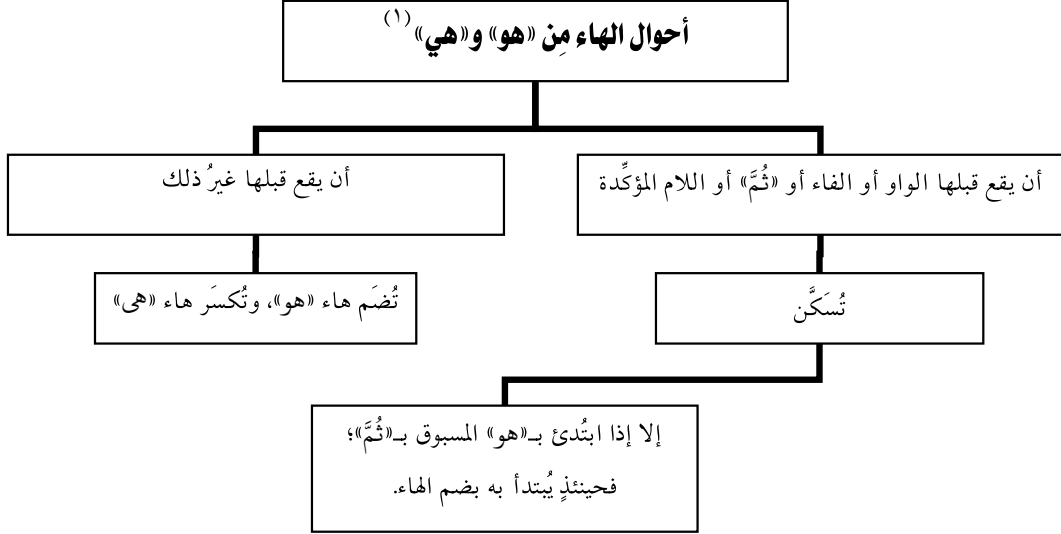 أحوال الهاء مِن «هو» و«هي»(١)
أن يقع قبلها الواو أو الفاء أو «ثُمَّ» أو اللام المؤكِّدة
أن يقع قبلها غيرُ ذلك
تُسَكَّن
تُضَم هاء «هو»، وتُكسَر هاء «هى»
إلا إذا ابتُدئ بـ«هو» المسبوق بـ«ثُمَّ»؛
فحينئذٍ يُبتدأ به بضم الهاء.